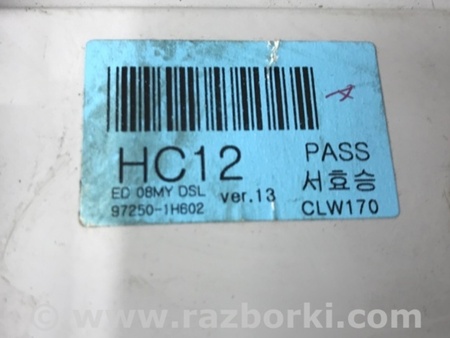 HC12
PASS
ED 08MY DSL
ver.13
서효승
97250-1H602
CLW170
© www.razborki.com